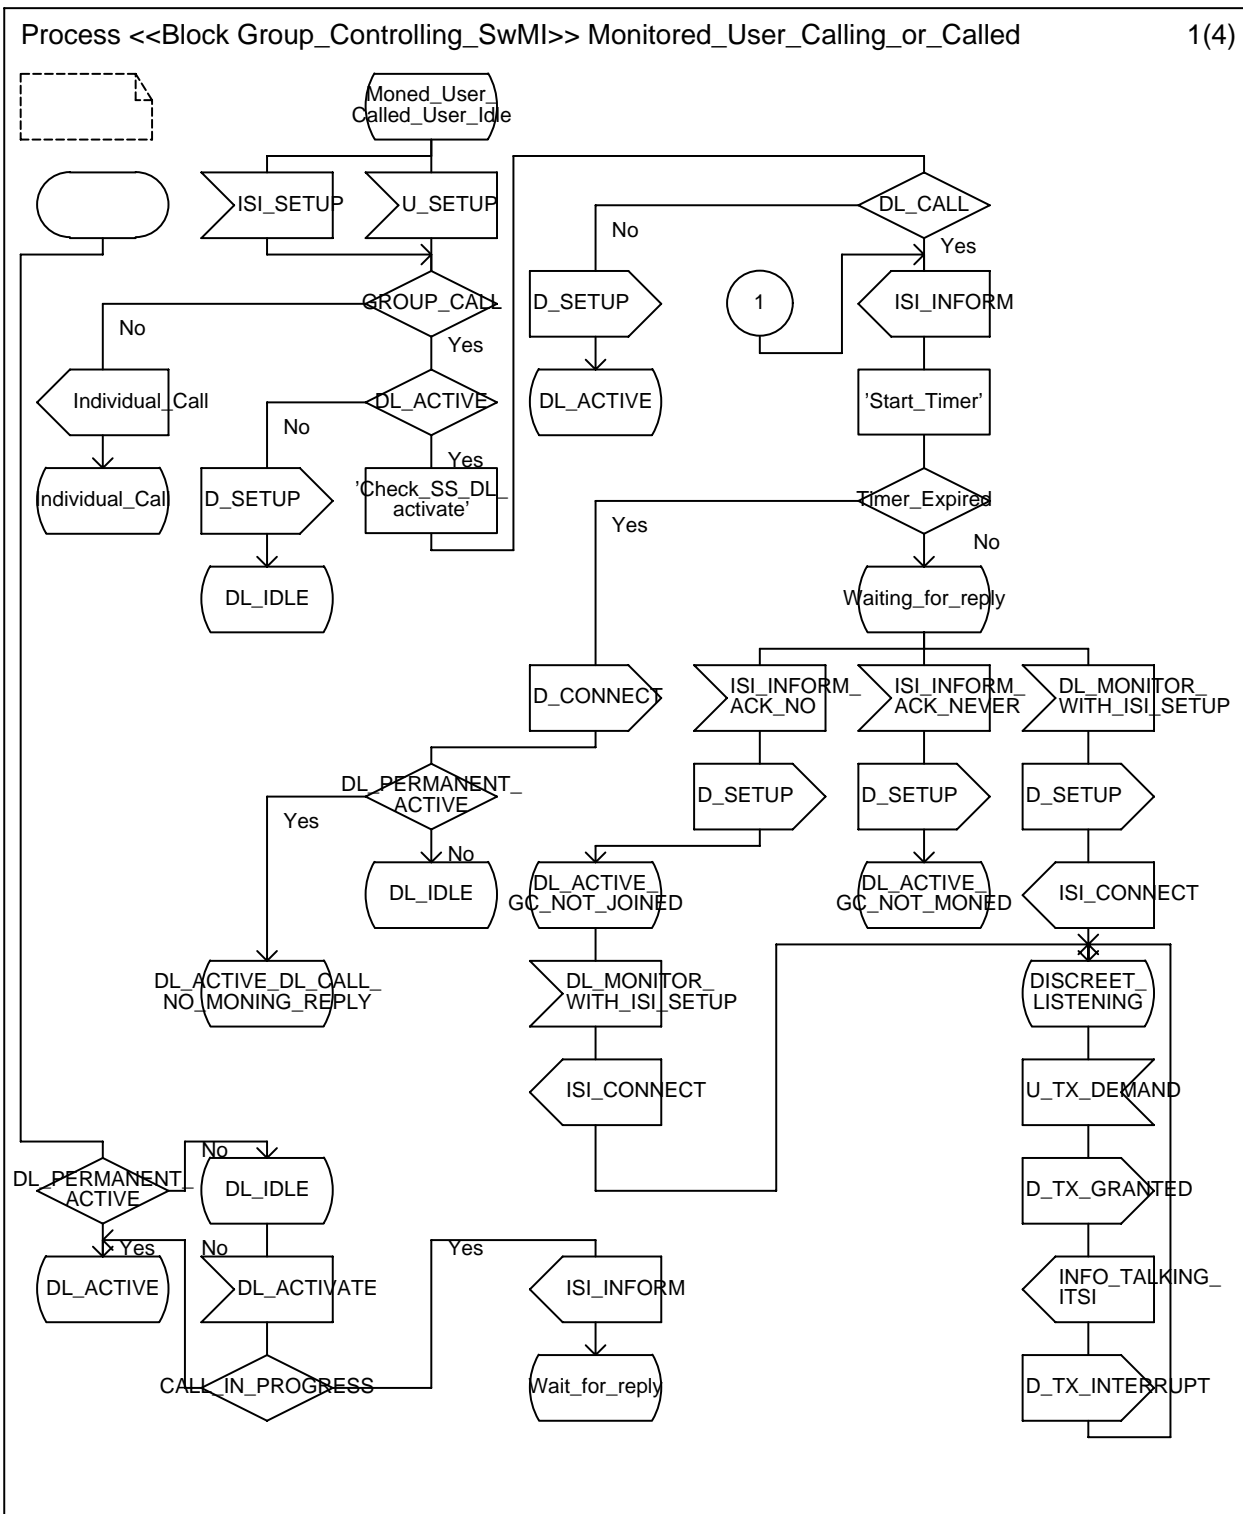 Process <<Block Group_Controlling_SwMI>> Monitored_User_Calling_or_Called 1(4)
Moned_User_
Called_User_Idle
ISI_SETUP
U_SETUP
DL_CALL
No
Yes
D_SETUP
1
ISI_INFORM
GROUP_CALL
No
Yes
Individual_Call
DL_ACTIVE
DL_ACTIVE
'Start_Timer'
No
Yes
Individual_Call
D_SETUP
'Check_SS_DL_
activate'
Timer_Expired
Yes
No
DL_IDLE
Waiting_for_reply
D_CONNECT
ISI_INFORM_
ACK_NO
ISI_INFORM_
ACK_NEVER
DL_MONITOR_
WITH_ISI_SETUP
DL_PERMANENT_
ACTIVE
D_SETUP
D_SETUP
D_SETUP
Yes
No
DL_IDLE
DL_ACTIVE_
GC_NOT_JOINED
DL_ACTIVE_
GC_NOT_MONED
ISI_CONNECT
DL_ACTIVE_DL_CALL_
NO_MONING_REPLY
DL_MONITOR_
WITH_ISI_SETUP
DISCREET_
LISTENING
ISI_CONNECT
U_TX_DEMAND
No
DL_PERMANENT_
ACTIVE
DL_IDLE
D_TX_GRANTED
Yes
No
Yes
DL_ACTIVE
DL_ACTIVATE
ISI_INFORM
INFO_TALKING_
ITSI
CALL_IN_PROGRESS
Wait_for_reply
D_TX_INTERRUPT